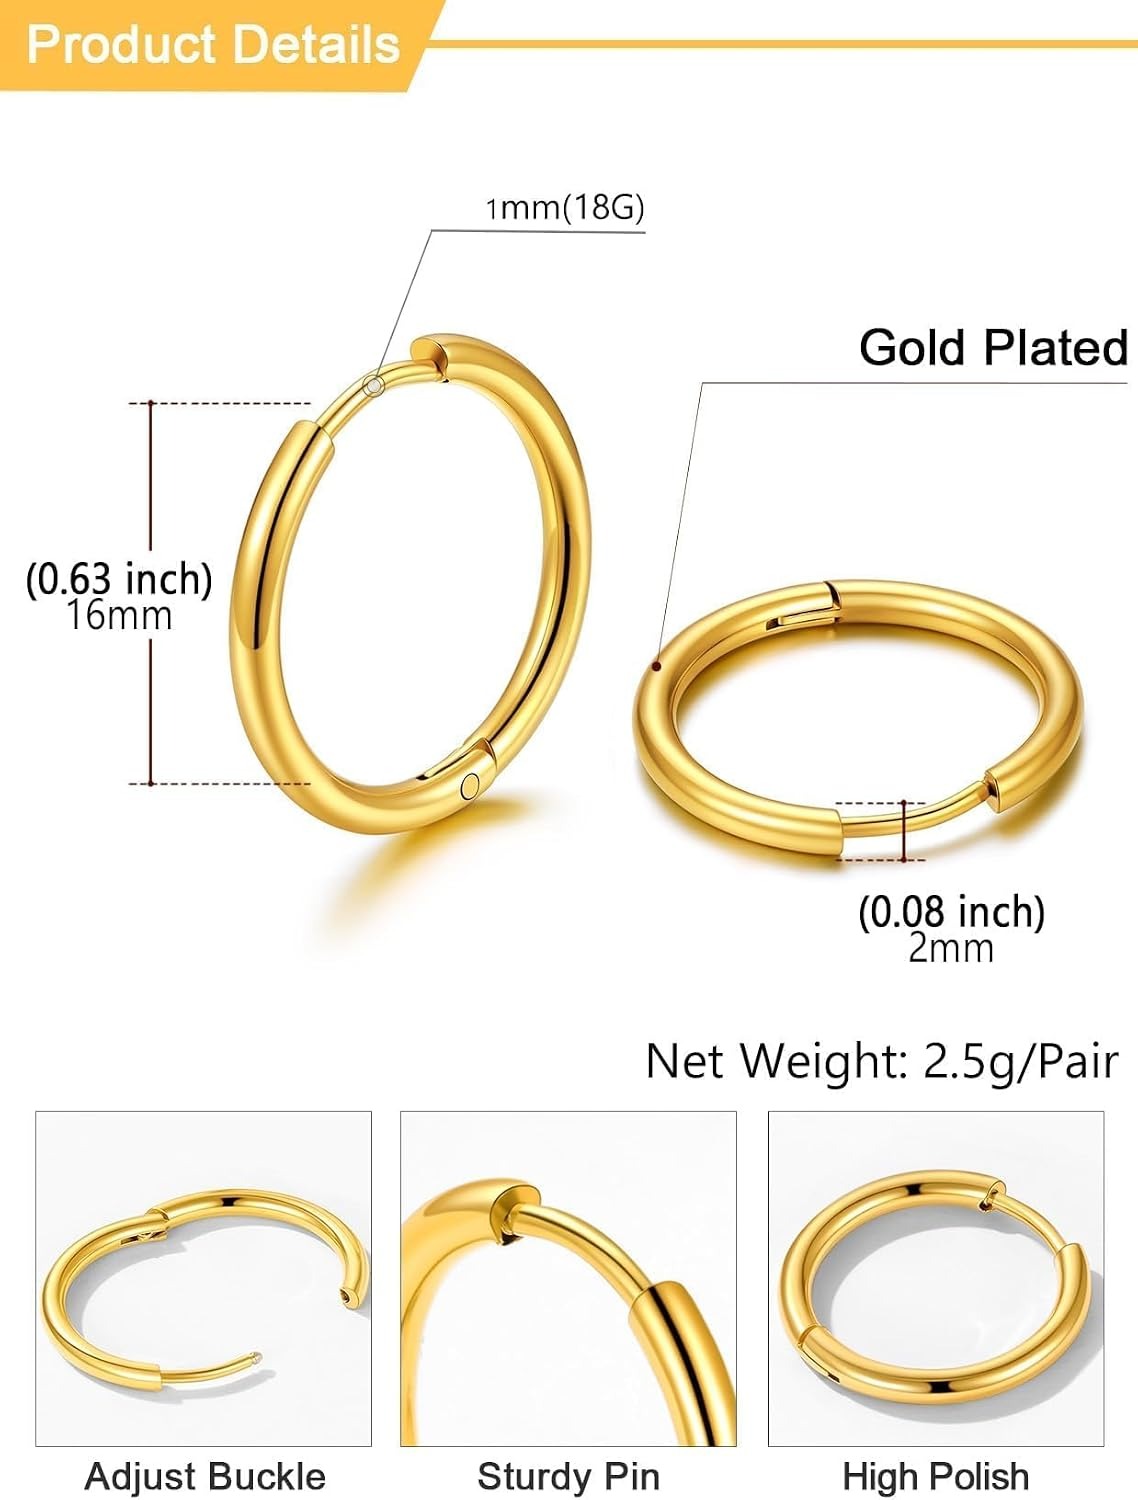 Product Details
1mm(18G)
Gold Plated
(0.63 inch)
16mm
(0.08 inch)
2mm
Net Weight: 2.5g/Pair
Adjust Buckle
Sturdy Pin
High Polish